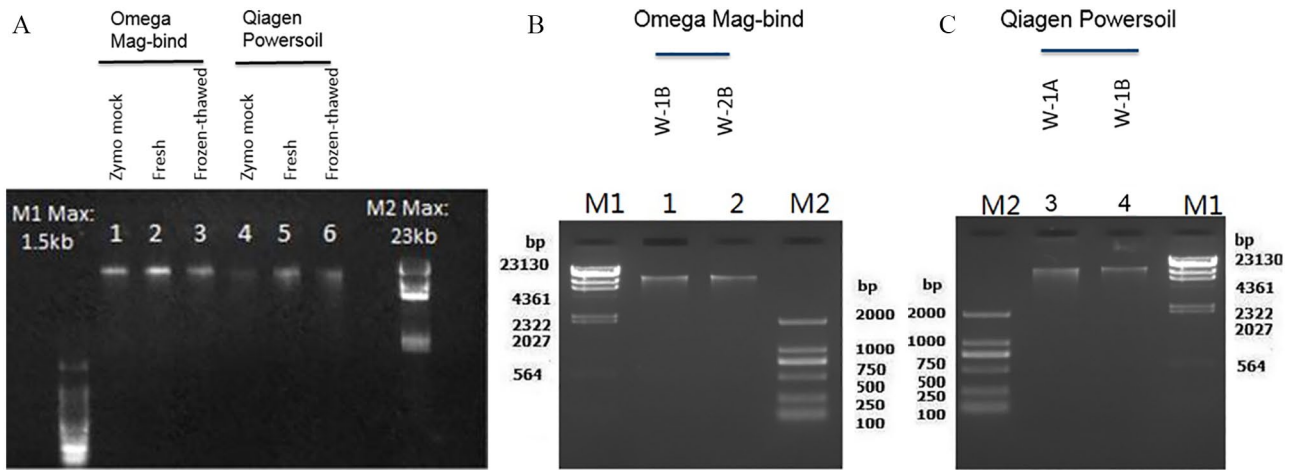 A
Omega
Mag-bind
Qiagen
Powersoil
Zymo mock
Fresh
Frozen-thawed
Zymo mock
Fresh
Frozen-thawed
M1 Max:
1.5kb
1 2 3 4 5 6
M2 Max:
23kb
B
Omega Mag-bind
W-1B
W-2B
M1 1 2 M2
bp
23130
4361
2322
2027
564
bp
2000
1000
750
500
250
100
C
Qiagen Powersoil
W-1A
W-1B
M2 3 4 M1
bp
2000
1000
750
500
250
100
bp
23130
4361
2322
2027
564